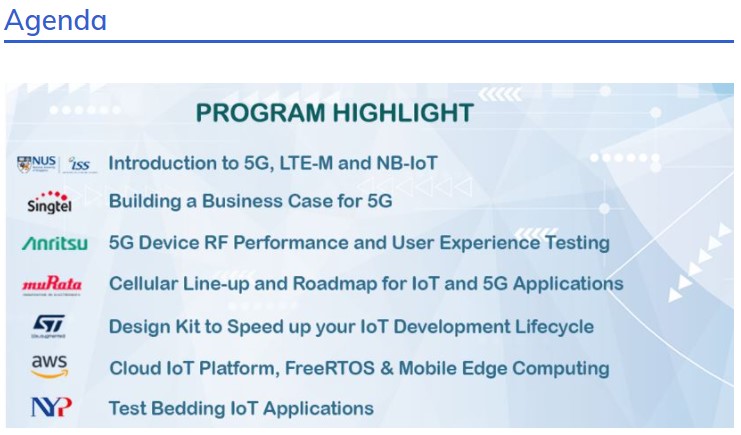 Agenda
PROGRAM HIGHLIGHT
NUS ISS Introduction to 5G, LTE-M and NB-IoT
Singtel Building a Business Case for 5G
Anritsu 5G Device RF Performance and User Experience Testing
muRata Cellular Line-up and Roadmap for IoT and 5G Applications
ST Design Kit to Speed up your IoT Development Lifecycle
aws Cloud IoT Platform, FreeRTOS & Mobile Edge Computing
NYP Test Bedding IoT Applications